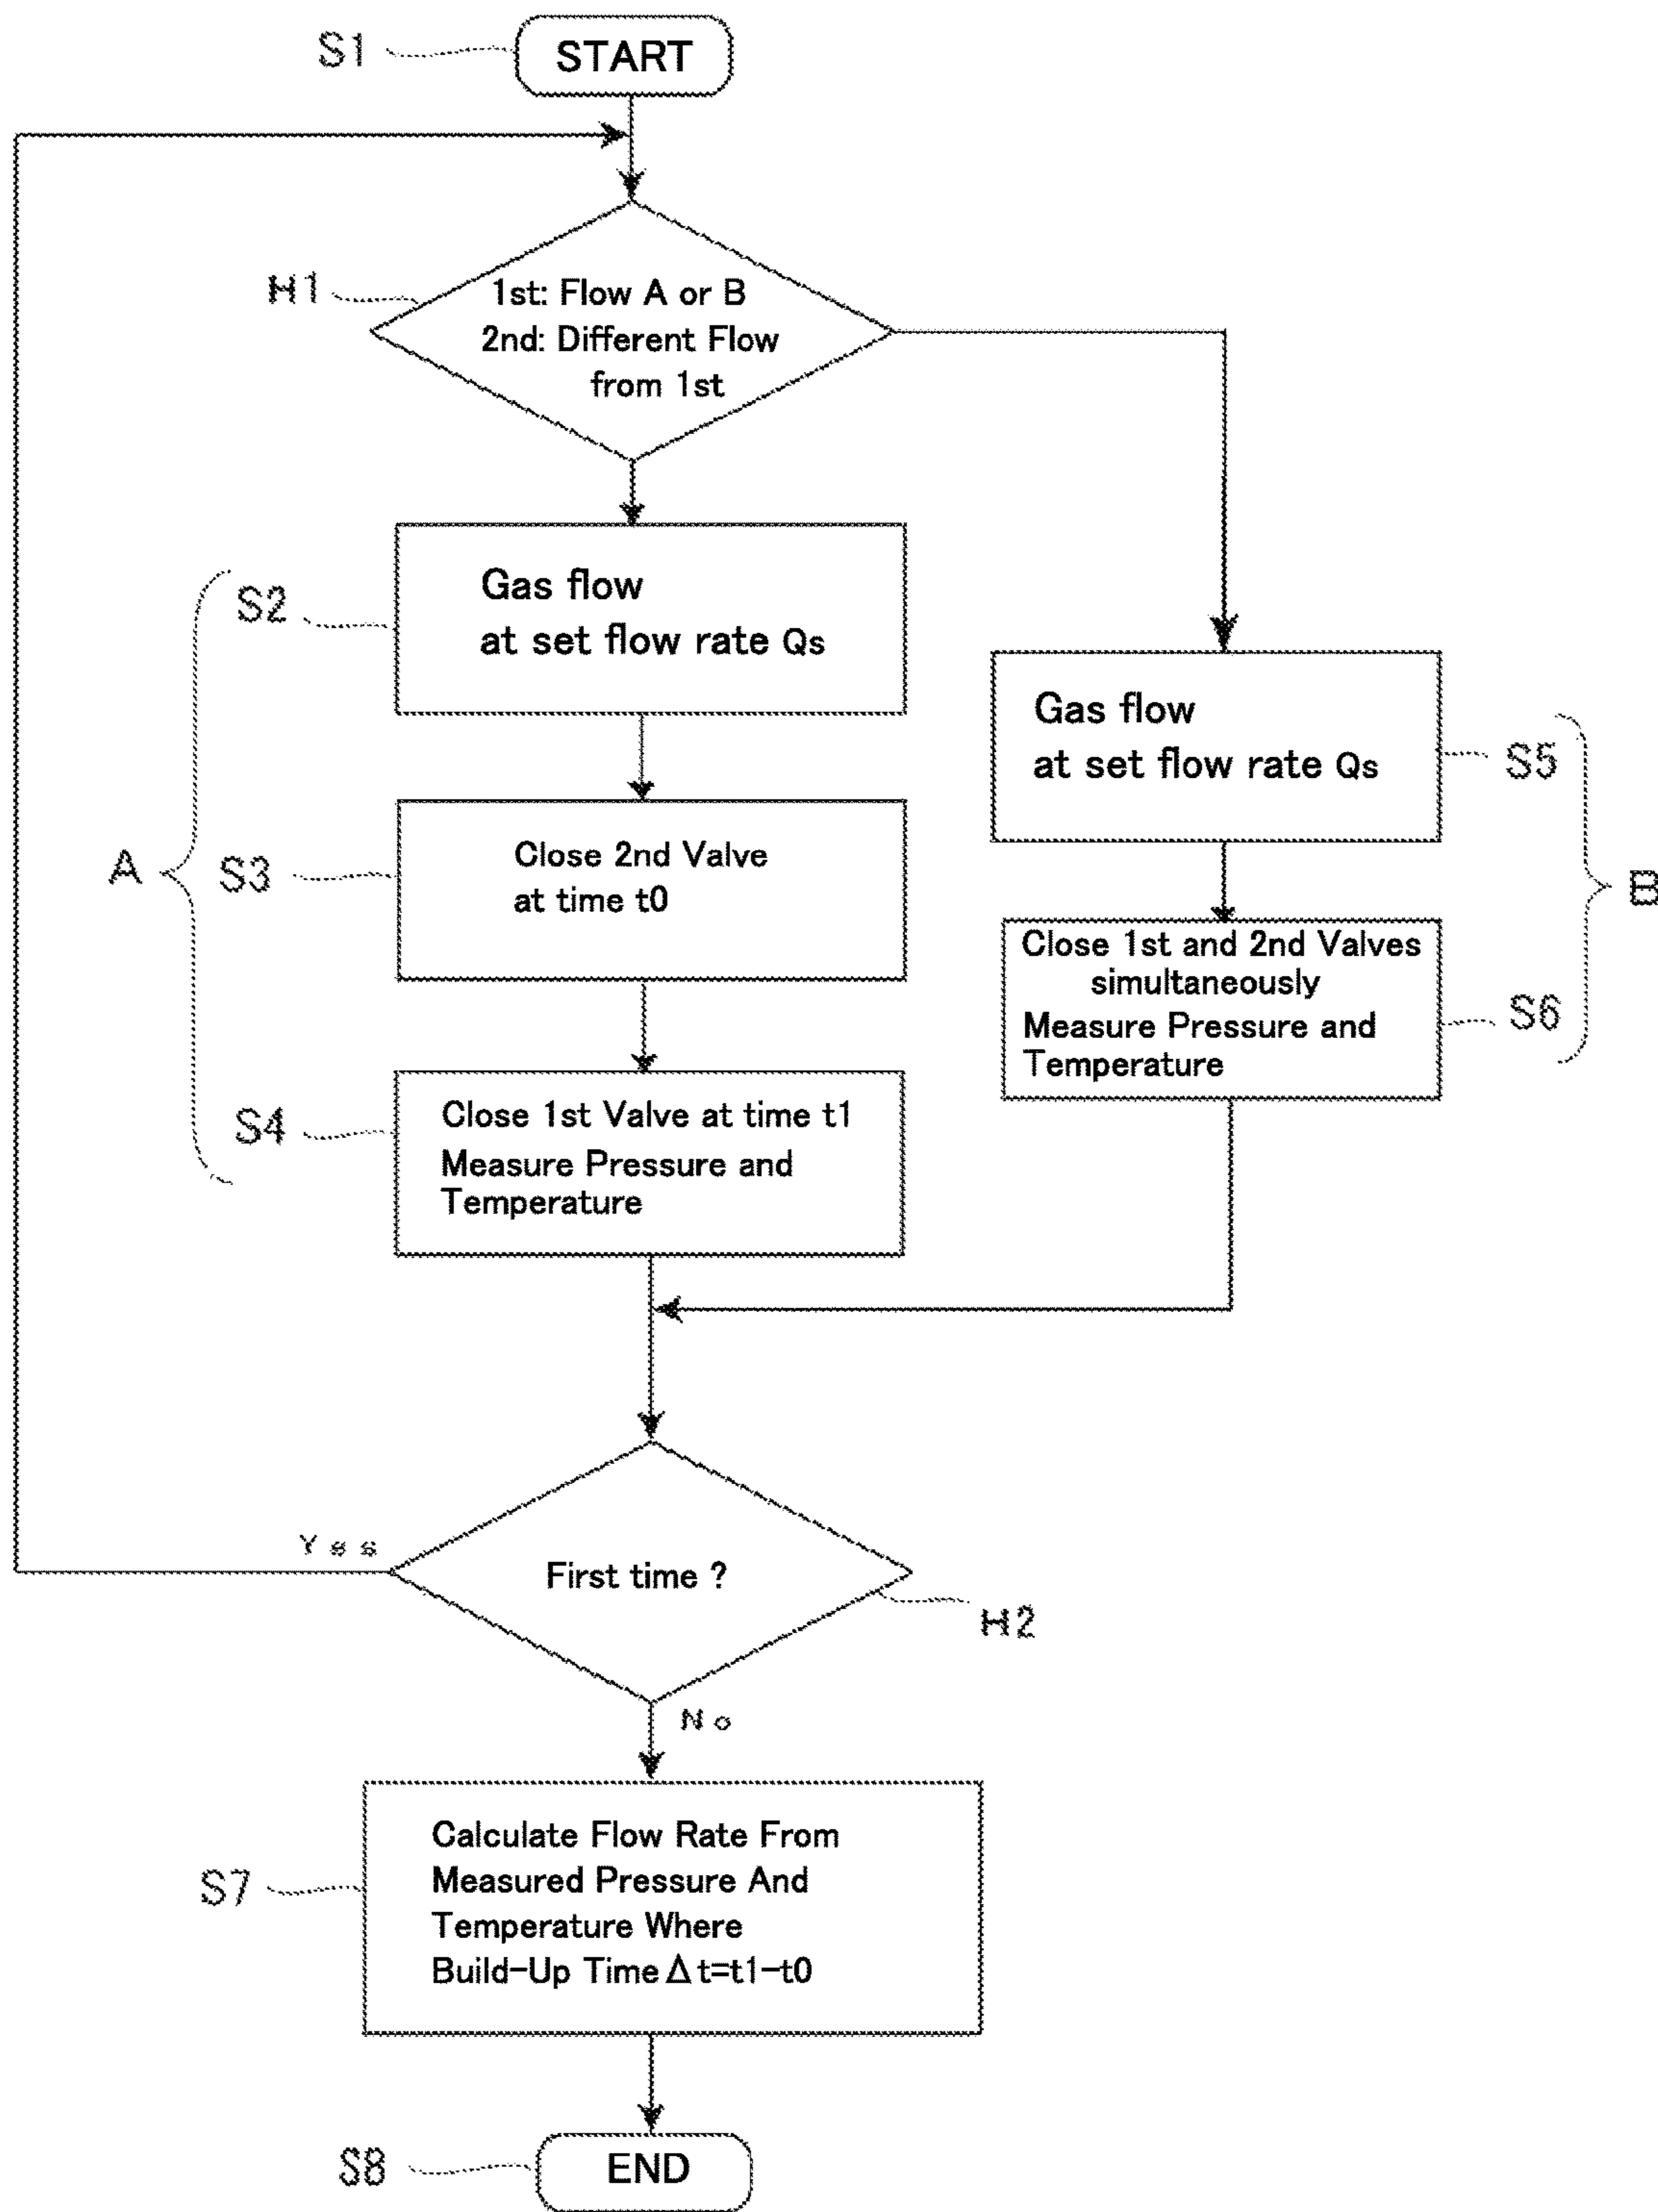 S1
START
H1
1st: Flow A or B
2nd: Different Flow
from 1st
S2
Gas flow
at set flow rate Qs
Gas flow
at set flow rate Qs
S5
A
S3
Close 2nd Valve
at time t0
B
Close 1st and 2nd Valves
simultaneously
Measure Pressure and
Temperature
S6
S4
Close 1st Valve at time t1
Measure Pressure and
Temperature
Yes
First time ?
H2
No
S7
Calculate Flow Rate From
Measured Pressure And
Temperature Where
Build-Up Time Δt=t1-t0
S8
END